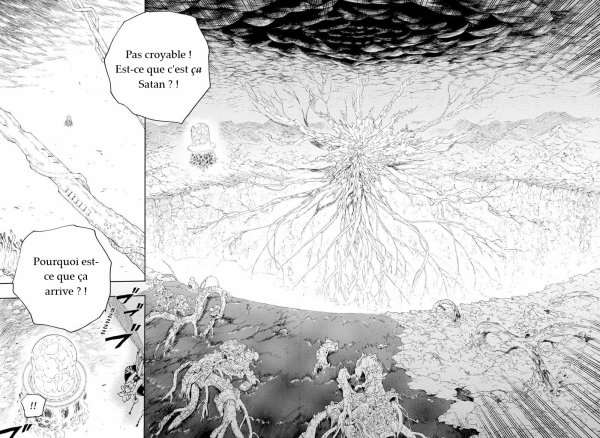 Pas croyable !
Est-ce que c'est ça
Satan ? !
Pourquoi est-
ce que ça
arrive ? !
!!